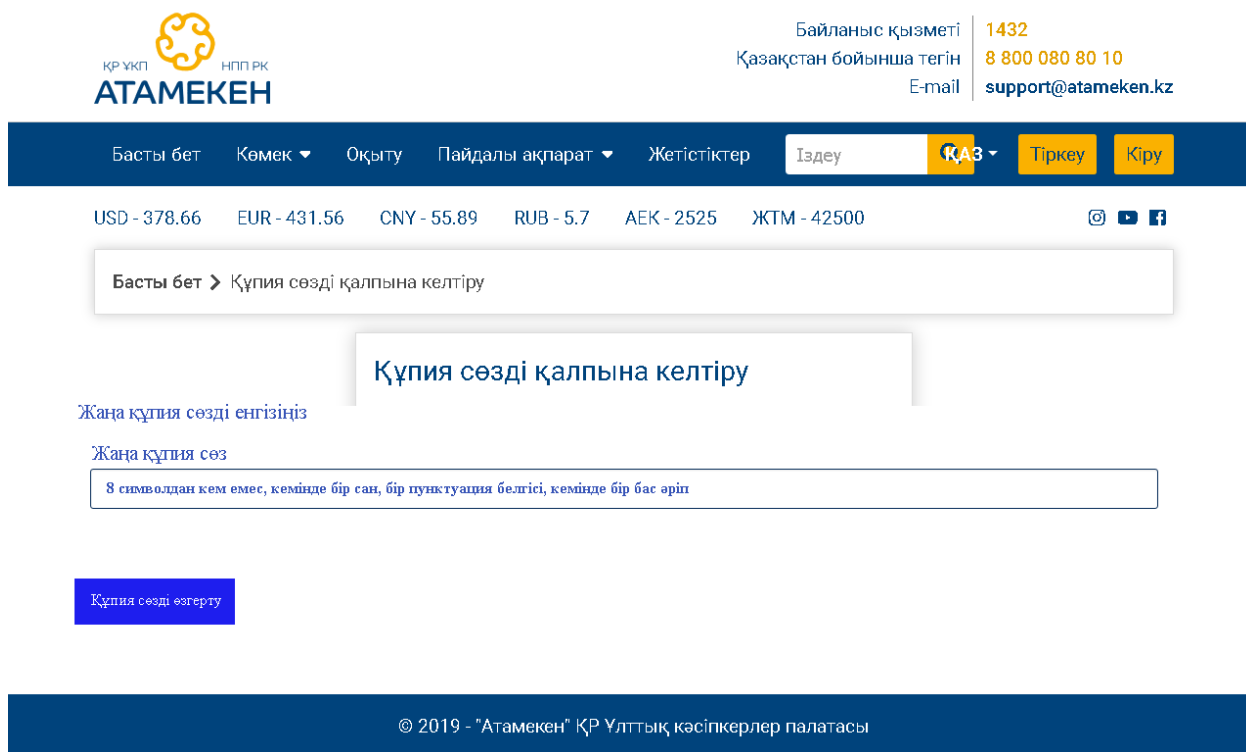 ҚР ҰКП НПП РК
АТАМЕКЕН
Байланыс қызметі 1432
Қазақстан бойынша тегін 8 800 080 80 10
E-mail support@atameken.kz
Басты бет Көмек Оқыту Пайдалы ақпарат Жетістіктер Іздеу ҚАЗ Тіркеу Кіру
USD - 378.66 EUR - 431.56 CNY - 55.89 RUB - 5.7 АЕК - 2525 ЖТМ - 42500
Басты бет Құпия сөзді қалпына келтіру
Құпия сөзді қалпына келтіру
Жаңа құпия сөзді енгізіңіз
Жаңа құпия сөз
8 символдан кем емес, кемінде бір сан, бір пунктуация белгісі, кемінде бір бас әріп
Құпия сөзді өзгерту
© 2019 - "Атамекен" ҚР Ұлттық кәсіпкерлер палатасы